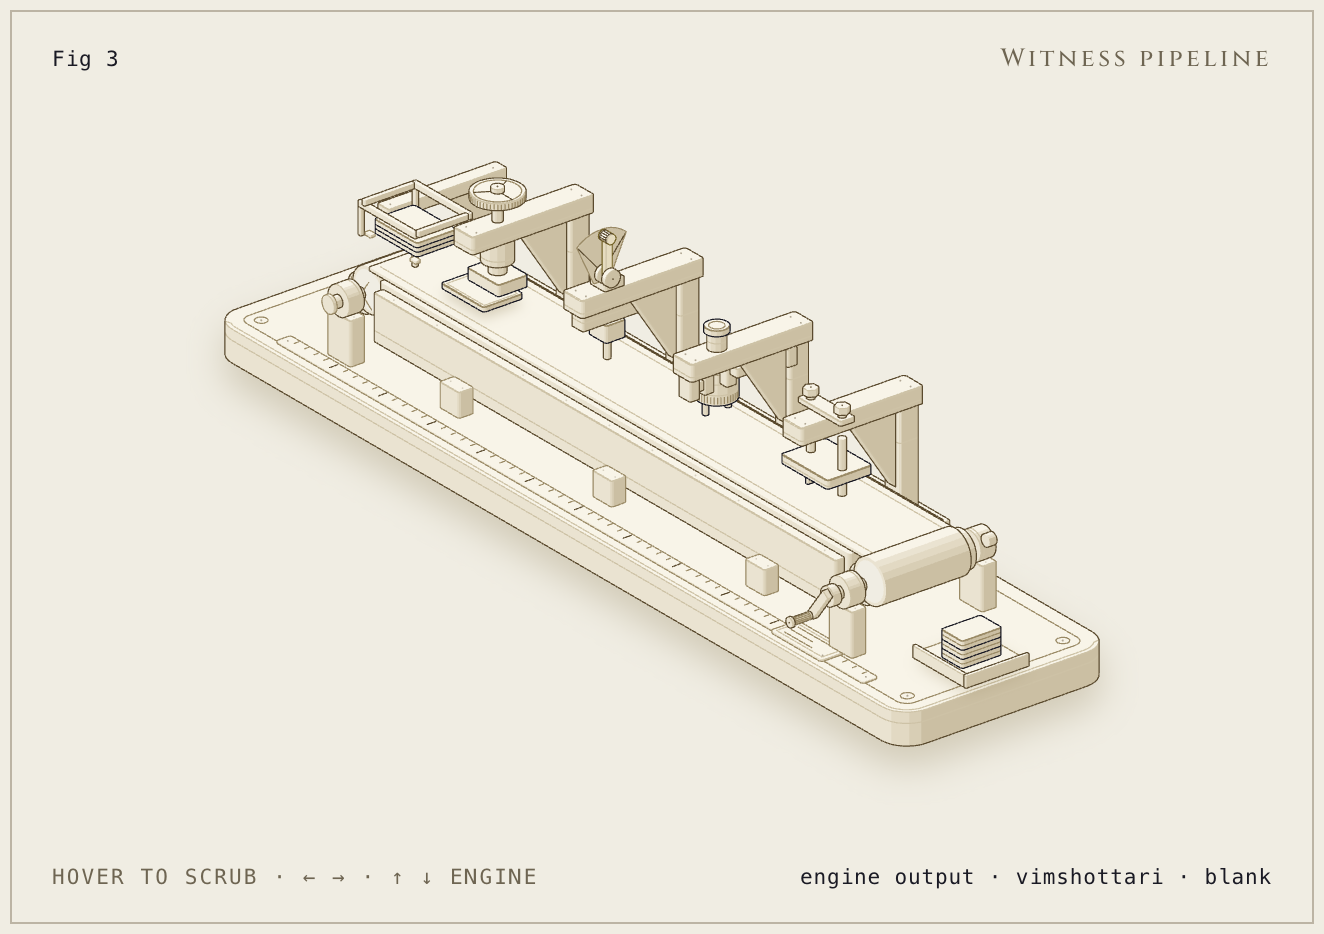 Fig 3
Witness pipeline
HOVER TO SCRUB · ← → · ↑ ↓ ENGINE
engine output · vimshottari · blank